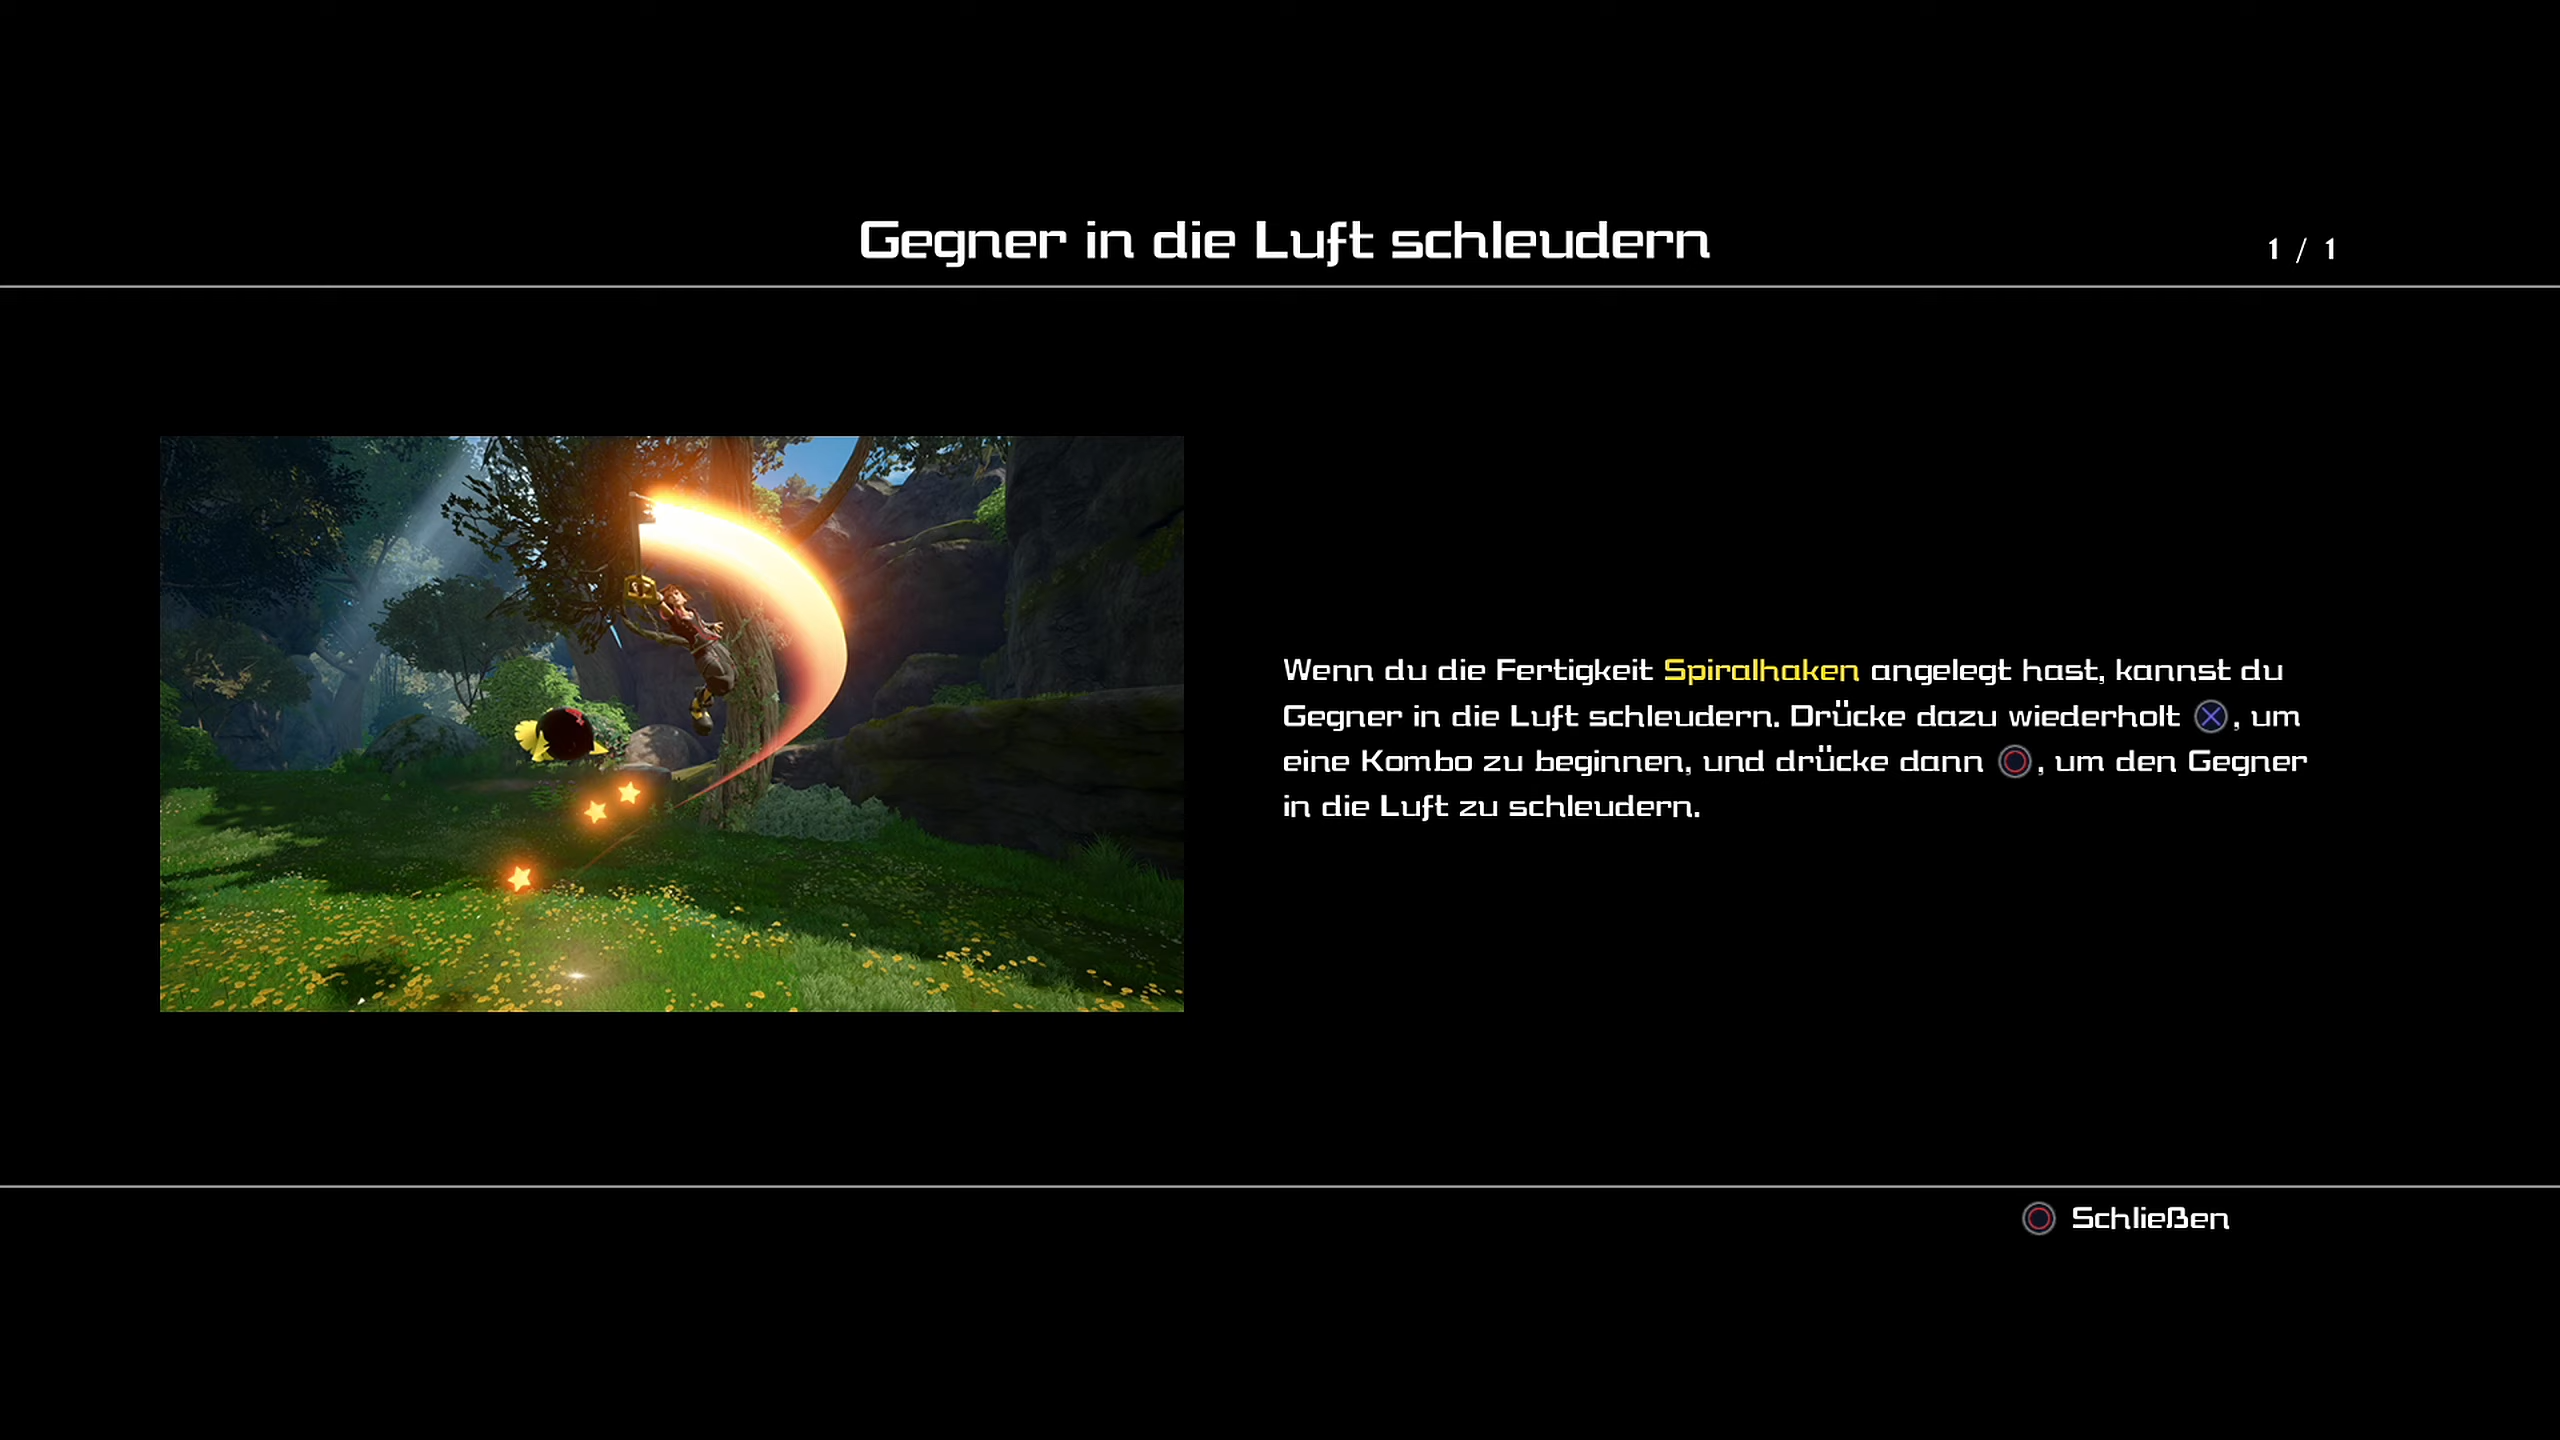 Gegner in die Luft schleudern
1 / 1
Wenn du die Fertigkeit Spiralhaken angelegt hast, kannst du
Gegner in die Luft schleudern. Drücke dazu wiederholt Ⓧ, um
eine Kombo zu beginnen, und drücke dann ◯, um den Gegner
in die Luft zu schleudern.
◯ Schließen